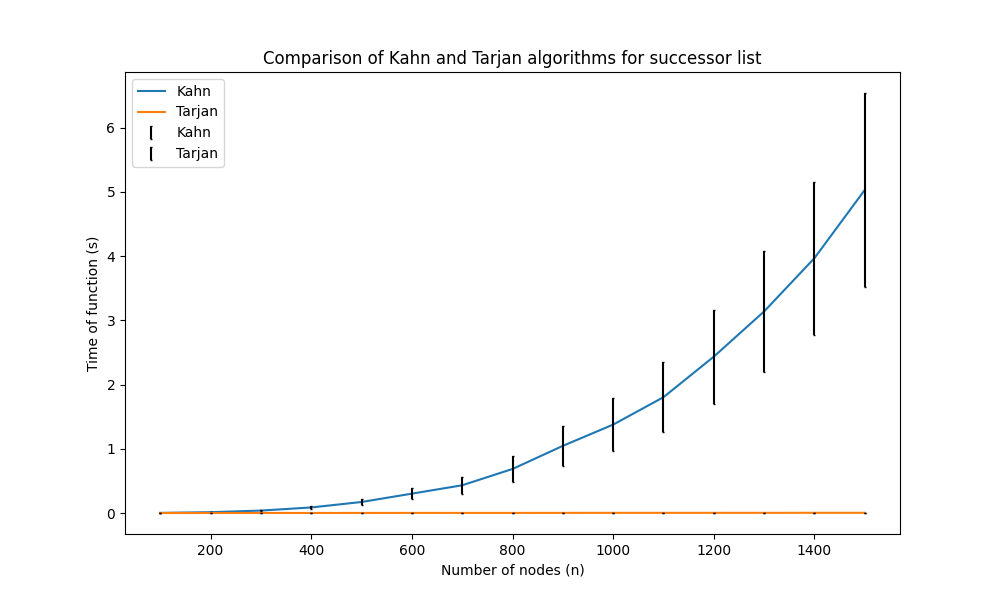 Comparison of Kahn and Tarjan algorithms for successor list
Kahn
Tarjan
Kahn
Tarjan
6
5
4
3
2
1
0
Time of function (s)
200 400 600 800 1000 1200 1400
Number of nodes (n)